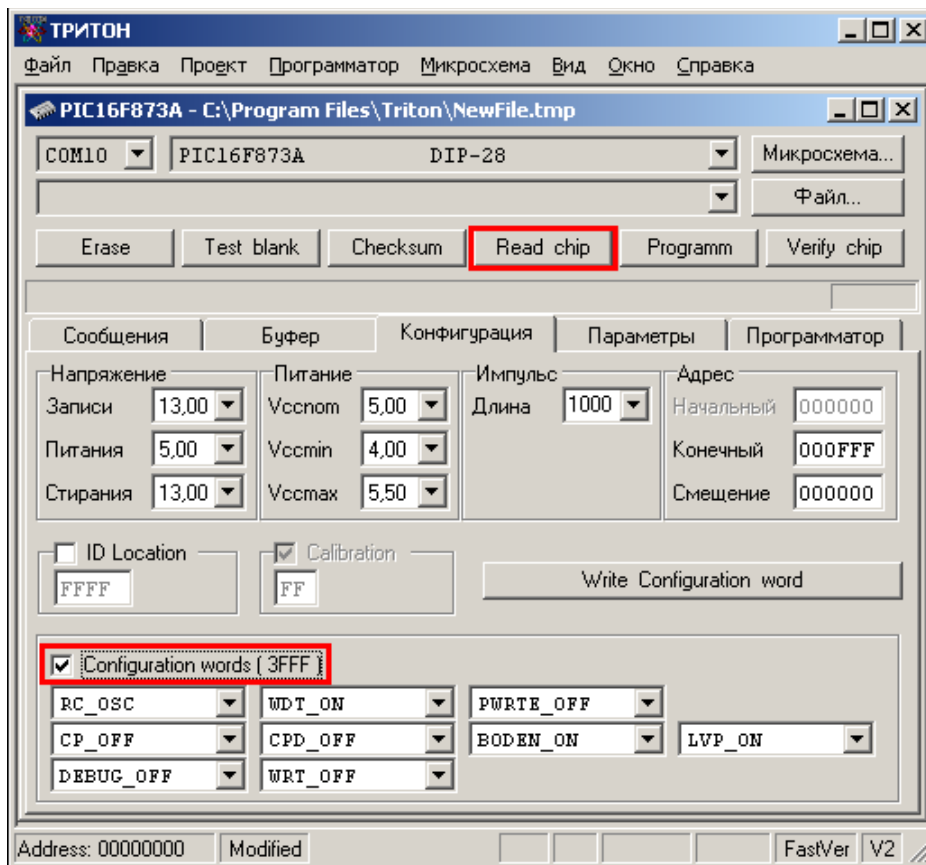 ТРИТОН
Файл Правка Проект Программатор Микросхема Вид Окно Справка
PIC16F873A - C:\Program Files\Triton\NewFile.tmp
COM10 PIC16F873A DIP-28 Микросхема...
Файл...
Erase Test blank Checksum Read chip Programm Verify chip
Сообщения Буфер Конфигурация Параметры Программатор
Напряжение Питание Импульс Адрес
Записи 13,00 Vccnom 5,00 Длина 1000 Начальный 000000
Питания 5,00 Vccmin 4,00 Конечный 000FFF
Стирания 13,00 Vccmax 5,50 Смещение 000000
ID Location Calibration
FFFF FF Write Configuration word
Configuration words ( 3FFF )
RC_OSC WDT_ON PWRTE_OFF
CP_OFF CPD_OFF BODEN_ON LVP_ON
DEBUG_OFF WRT_OFF
Address: 00000000 Modified FastVer V2